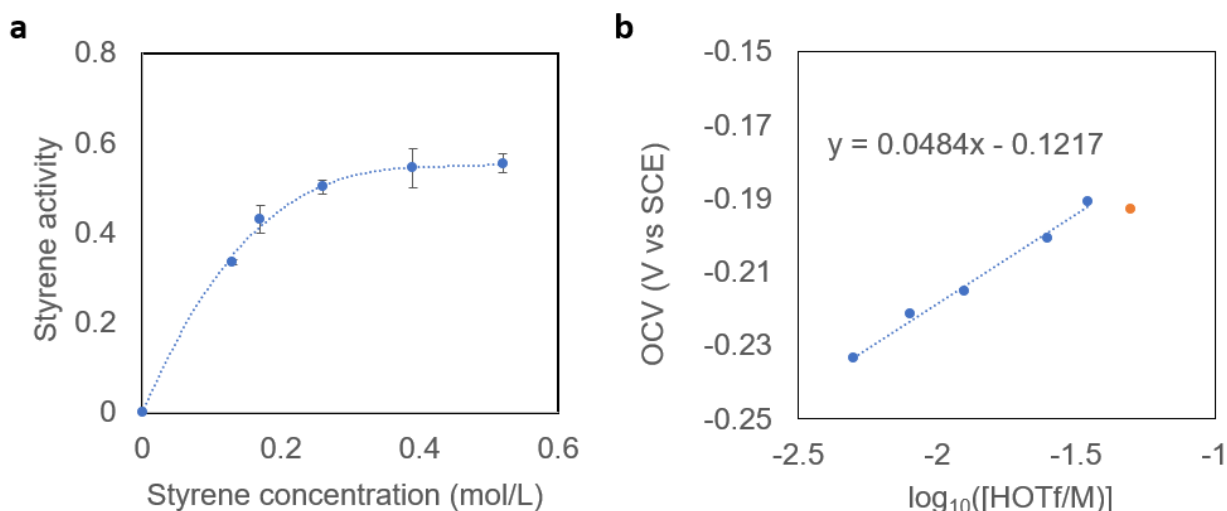 a
0.8
0.6
0.4
0.2
0
Styrene activity
0 0.2 0.4 0.6
Styrene concentration (mol/L)
b
-0.15
-0.17
-0.19
-0.21
-0.23
-0.25
y = 0.0484x - 0.1217
OCV (V vs SCE)
-2.5 -2 -1.5 -1
log₁₀([HOTf/M)]